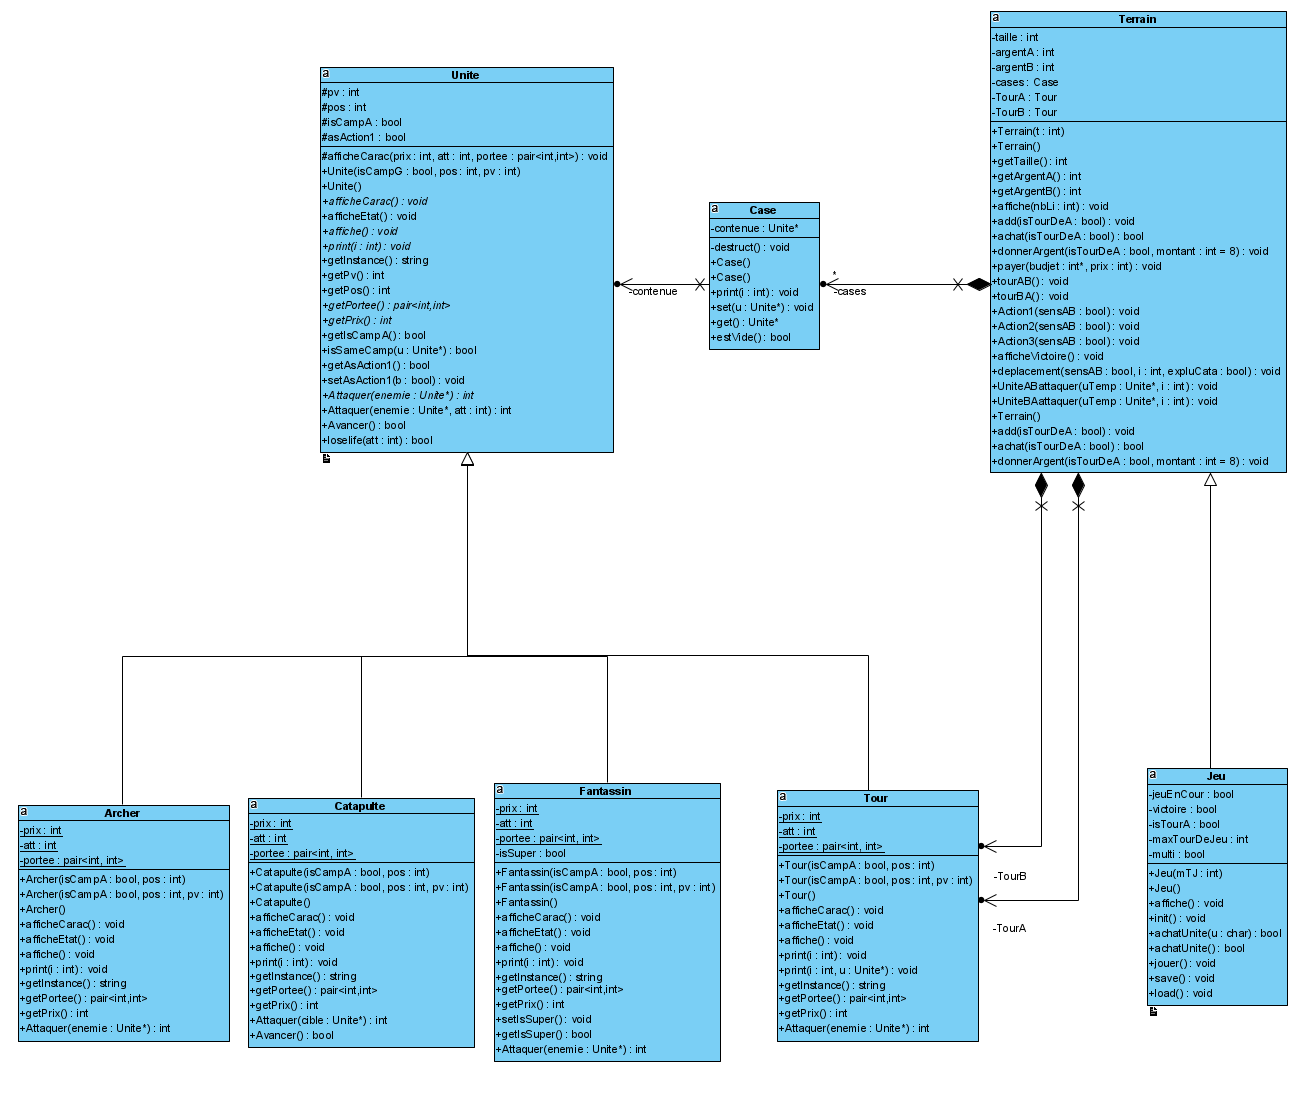 a
Unite
#pv : int
#pos : int
#isCampA : bool
#asAction1 : bool
#afficheCarac(prix : int, att : int, portee : pair<int,int>) : void
+Unite(isCampG : bool, pos : int, pv : int)
+Unite()
+afficheCarac() : void
+afficheEtat() : void
+affiche() : void
+print(i : int) : void
+getInstance() : string
+getPv() : int
+getPos() : int
+getPortee() : pair<int,int>
+getPrix() : int
+getIsCampA() : bool
+isSameCamp(u : Unite*) : bool
+getAsAction1() : bool
+setAsAction1(b : bool) : void
+Attaquer(enemie : Unite*) : int
+Attaquer(enemie : Unite*, att : int) : int
+Avancer() : bool
+loselife(att : int) : bool
-contenue
a
Case
-contenue : Unite*
-destruct() : void
+Case()
+Case()
+print(i : int) : void
+set(u : Unite*) : void
+get() : Unite*
+estVide() : bool
*
-cases
a
Terrain
-taille : int
-argentA : int
-argentB : int
-cases : Case
-TourA : Tour
-TourB : Tour
+Terrain(t : int)
+Terrain()
+getTaille() : int
+getArgentA() : int
+getArgentB() : int
+affiche(nbLi : int) : void
+add(isTourDeA : bool) : void
+achat(isTourDeA : bool) : bool
+donnerArgent(isTourDeA : bool, montant : int = 8) : void
+payer(budjet : int*, prix : int) : void
+tourAB() : void
+tourBA() : void
+Action1(sensAB : bool) : void
+Action2(sensAB : bool) : void
+Action3(sensAB : bool) : void
+afficheVictoire() : void
+deplacement(sensAB : bool, i : int, expluCata : bool) : void
+UniteABattaquer(uTemp : Unite*, i : int) : void
+UniteBAattaquer(uTemp : Unite*, i : int) : void
+Terrain()
+add(isTourDeA : bool) : void
+achat(isTourDeA : bool) : bool
+donnerArgent(isTourDeA : bool, montant : int = 8) : void
a
Archer
-prix : int
-att : int
-portee : pair<int, int>
+Archer(isCampA : bool, pos : int)
+Archer(isCampA : bool, pos : int, pv : int)
+Archer()
+afficheCarac() : void
+afficheEtat() : void
+affiche() : void
+print(i : int) : void
+getInstance() : string
+getPortee() : pair<int,int>
+getPrix() : int
+Attaquer(enemie : Unite*) : int
a
Catapulte
-prix : int
-att : int
-portee : pair<int, int>
+Catapulte(isCampA : bool, pos : int)
+Catapulte(isCampA : bool, pos : int, pv : int)
+Catapulte()
+afficheCarac() : void
+afficheEtat() : void
+affiche() : void
+print(i : int) : void
+getInstance() : string
+getPortee() : pair<int,int>
+getPrix() : int
+Attaquer(cible : Unite*) : int
+Avancer() : bool
a
Fantassin
-prix : int
-att : int
-portee : pair<int, int>
-isSuper : bool
+Fantassin(isCampA : bool, pos : int)
+Fantassin(isCampA : bool, pos : int, pv : int)
+Fantassin()
+afficheCarac() : void
+afficheEtat() : void
+affiche() : void
+print(i : int) : void
+getInstance() : string
+getPortee() : pair<int,int>
+getPrix() : int
+setIsSuper() : void
+getIsSuper() : bool
+Attaquer(enemie : Unite*) : int
a
Tour
-prix : int
-att : int
-portee : pair<int, int>
+Tour(isCampA : bool, pos : int)
+Tour(isCampA : bool, pos : int, pv : int)
+Tour()
+afficheCarac() : void
+afficheEtat() : void
+affiche() : void
+print(i : int) : void
+print(i : int, u : Unite*) : void
+getInstance() : string
+getPortee() : pair<int,int>
+getPrix() : int
+Attaquer(enemie : Unite*) : int
-TourB
-TourA
a
Jeu
-jeuEnCour : bool
-victoire : bool
-isTourA : bool
-maxTourDeJeu : int
-multi : bool
+Jeu(mTJ : int)
+Jeu()
+affiche() : void
+init() : void
+achatUnite(u : char) : bool
+achatUnite() : bool
+jouer() : void
+save() : void
+load() : void